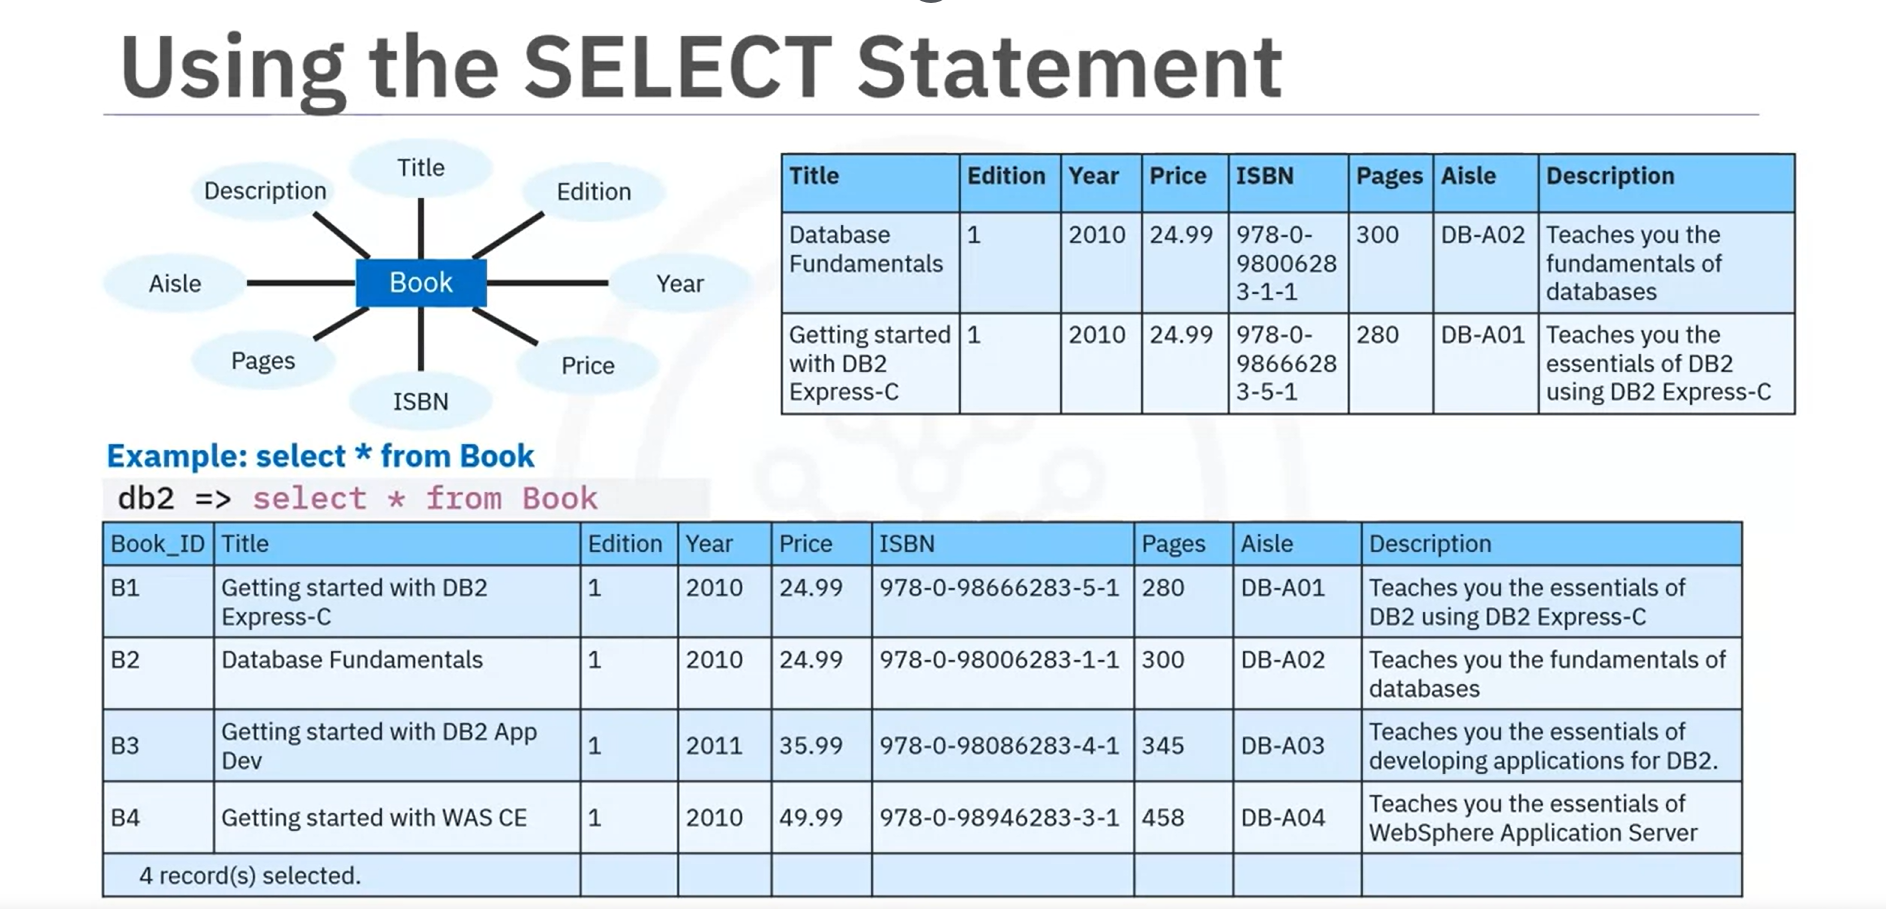 Using the SELECT Statement
Title
Description
Edition
Aisle
Book
Year
Pages
Price
ISBN
Title Edition Year Price ISBN Pages Aisle Description
Database 1 2010 24.99 978-0- 300 DB-A02 Teaches you the
Fundamentals 9800628 fundamentals of
3-1-1 databases
Getting started 1 2010 24.99 978-0- 280 DB-A01 Teaches you the
with DB2 9866628 essentials of DB2
Express-C 3-5-1 using DB2 Express-C
Example: select * from Book
db2 => select * from Book
Book_ID Title Edition Year Price ISBN Pages Aisle Description
B1 Getting started with DB2 1 2010 24.99 978-0-98666283-5-1 280 DB-A01 Teaches you the essentials of
Express-C DB2 using DB2 Express-C
B2 Database Fundamentals 1 2010 24.99 978-0-98006283-1-1 300 DB-A02 Teaches you the fundamentals of
databases
Getting started with DB2 App Teaches you the essentials of
B3 1 2011 35.99 978-0-98086283-4-1 345 DB-A03
Dev developing applications for DB2.
Teaches you the essentials of
B4 Getting started with WAS CE 1 2010 49.99 978-0-98946283-3-1 458 DB-A04
WebSphere Application Server
4 record(s) selected.